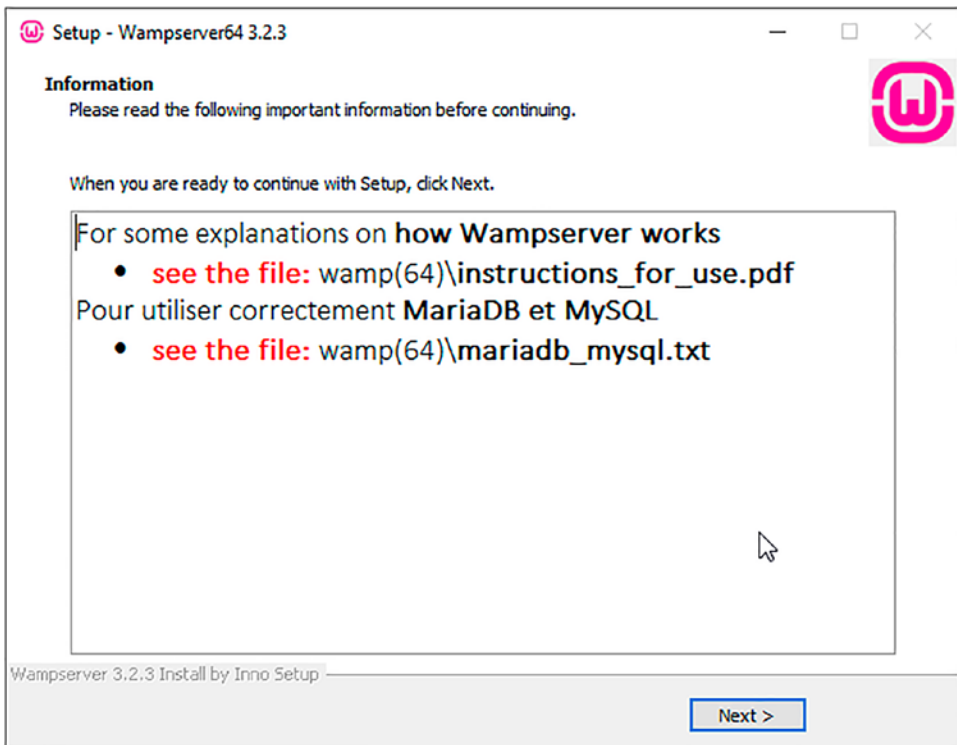 Setup - Wampserver64 3.2.3
Information
Please read the following important information before continuing.
When you are ready to continue with Setup, click Next.
For some explanations on how Wampserver works
• see the file: wamp(64)\instructions_for_use.pdf
Pour utiliser correctement MariaDB et MySQL
• see the file: wamp(64)\mariadb_mysql.txt
Wampserver 3.2.3 Install by Inno Setup
Next >